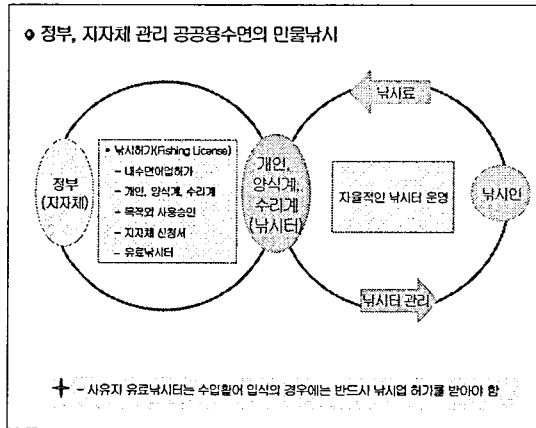 정부, 지자체 관리 공공용수면의 민물낚시
낚시료
• 낚시허가(Fishing License)
– 내수면어업허가
– 개인, 양식계, 수리계
– 목적외 사용승인
– 지자체 신청서
– 유료낚시터
정부
(지자체)
개인,
양식계,
수리계
(낚시터)
자율적인 낚시터 운영
낚시인
낚시터 관리
– 사유지 유료낚시터는 수입활어 입식의 경우에는 반드시 낚시업 허가를 받아야 함